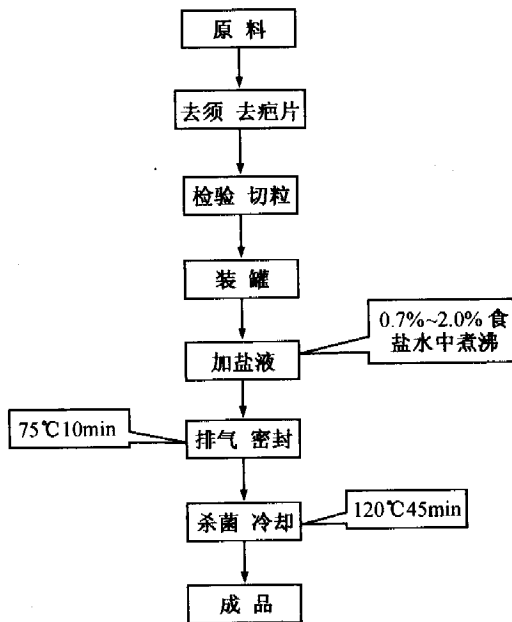 原 料
去须 去疤片
检验 切粒
装 罐
0.7%~2.0% 食
盐水中煮沸
加盐液
75℃10min
排气 密封
杀菌 冷却
120℃45min
成 品